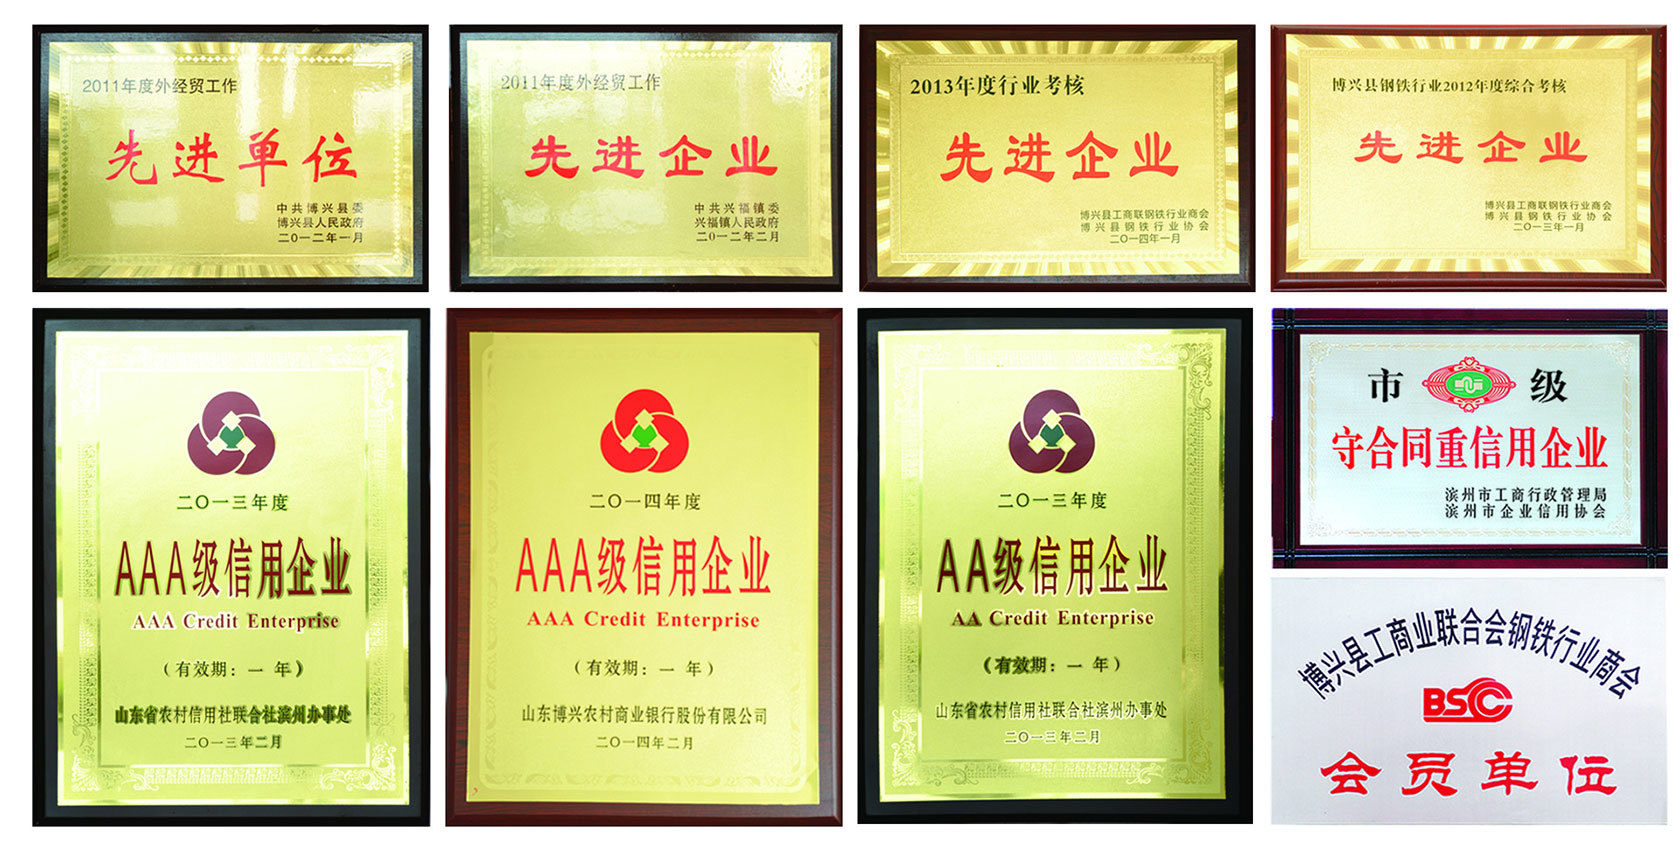 2011年度外经贸工作
先进单位
中共博兴县委
博兴县人民政府
二〇一二年一月
2011年度外经贸工作
先进企业
中共兴福镇委
兴福镇人民政府
二〇一二年二月
2013年度行业考核
先进企业
博兴县工商联钢铁行业商会
博兴县钢铁行业协会
二〇一四年一月
博兴县钢铁行业2012年度综合考核
先进企业
博兴县工商联钢铁行业商会
博兴县钢铁行业协会
二〇一三年一月
二〇一三年度
AAA级信用企业
AAA Credit Enterprise
（有效期：一 年）
山东省农村信用社联合社滨州办事处
二〇一三年二月
二〇一四年度
AAA级信用企业
AAA Credit Enterprise
（有效期：一 年）
山东博兴农村商业银行股份有限公司
二〇一四年二月
二〇一三年度
AA级信用企业
AA Credit Enterprise
（有效期：一 年）
山东省农村信用社联合社滨州办事处
二〇一三年二月
市 级
守合同重信用企业
滨州市工商行政管理局
滨州市企业信用协会
博兴县工商业联合会钢铁行业商会
BSCC
会员单位